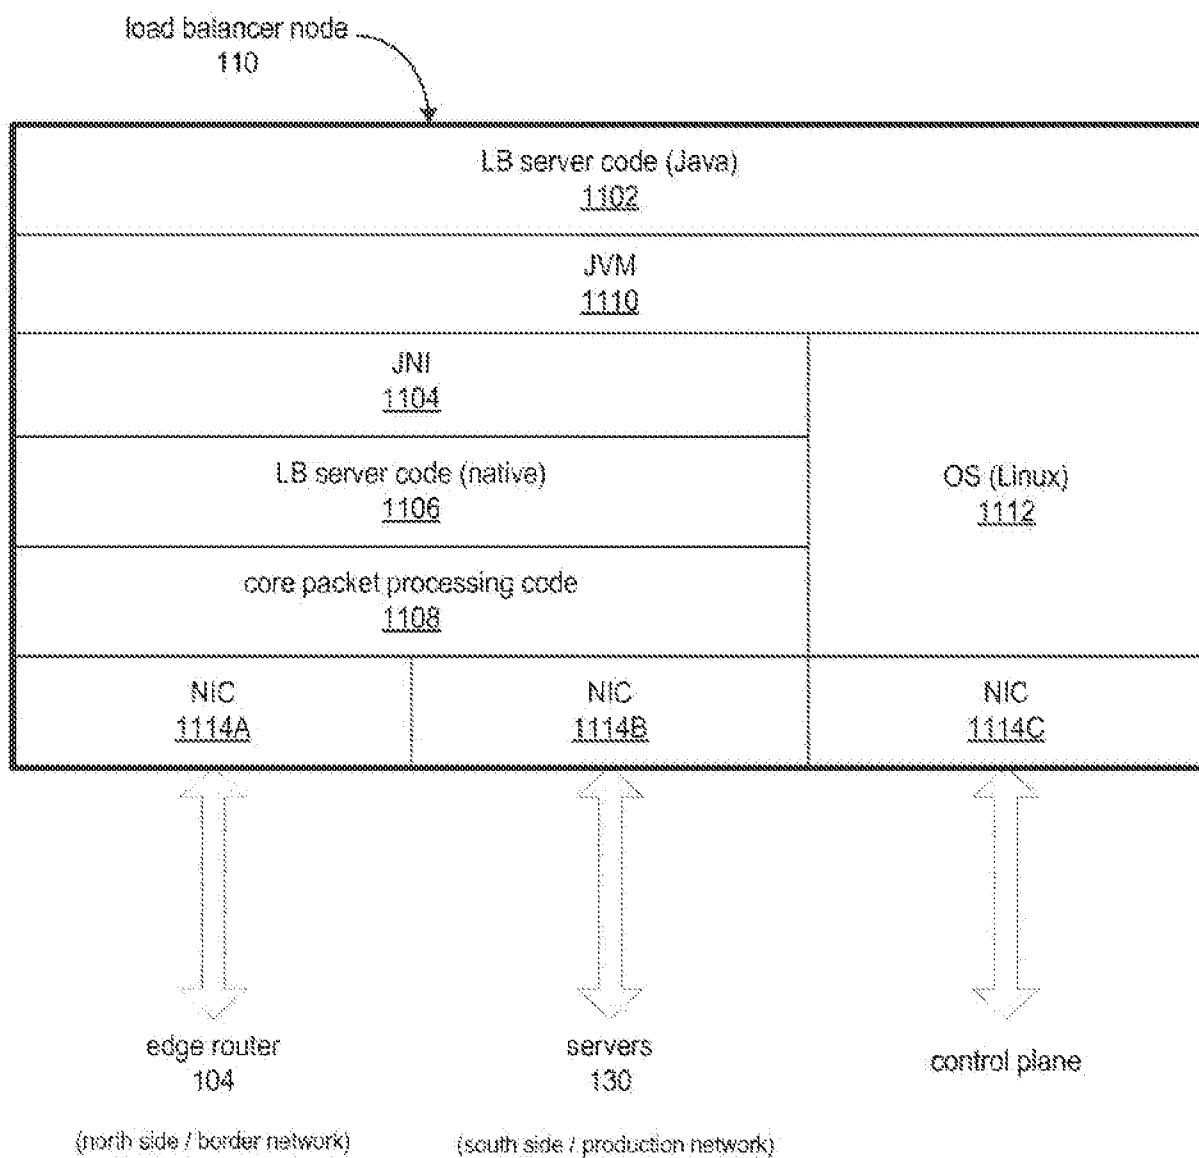 load balancer node
110
LB server code (Java)
1102
JVM
1110
JNI
1104
LB server code (native)
1106
OS (Linux)
1112
core packet processing code
1108
NIC
1114A
NIC
1114B
NIC
1114C
edge router
104
servers
130
control plane
(north side / border network)
(south side / production network)